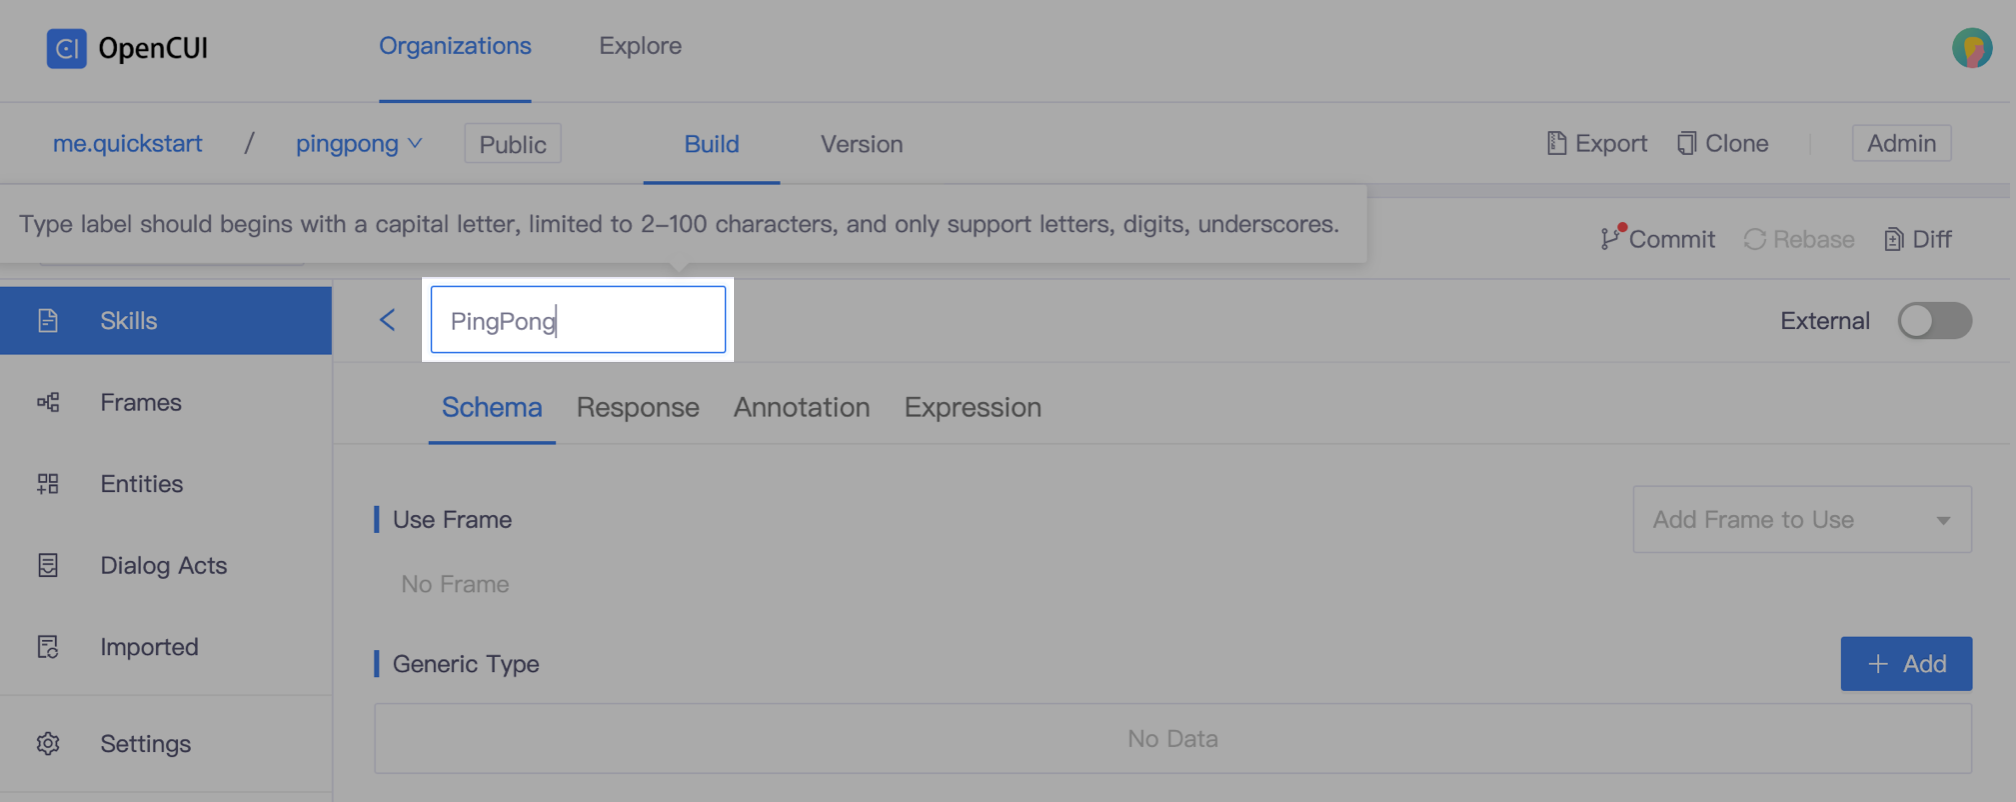 OpenCUI
Organizations Explore
me.quickstart / pingpong Public Build Version Export Clone Admin
Type label should begins with a capital letter, limited to 2–100 characters, and only support letters, digits, underscores.
Commit Rebase Diff
Skills
PingPong
External
Frames
Schema Response Annotation Expression
Entities
Use Frame Add Frame to Use
Dialog Acts
No Frame
Imported
Generic Type + Add
Settings
No Data